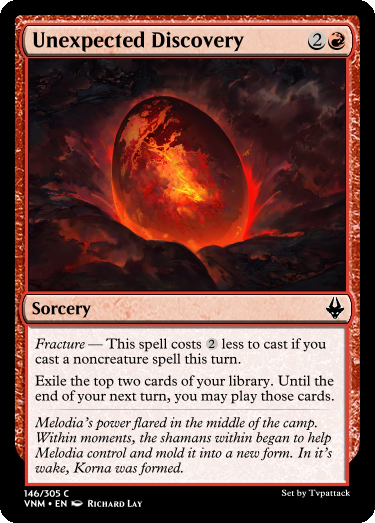 Unexpected Discovery 2
Sorcery
Fracture — This spell costs 2 less to cast if you
cast a noncreature spell this turn.
Exile the top two cards of your library. Until the
end of your next turn, you may play those cards.
Melodia's power flared in the middle of the camp.
Within moments, the shamans within began to help
Melodia control and mold it into a new form. In it's
wake, Korna was formed.
146/305 C
VNM • EN Richard Lay
Set by Tvpattack